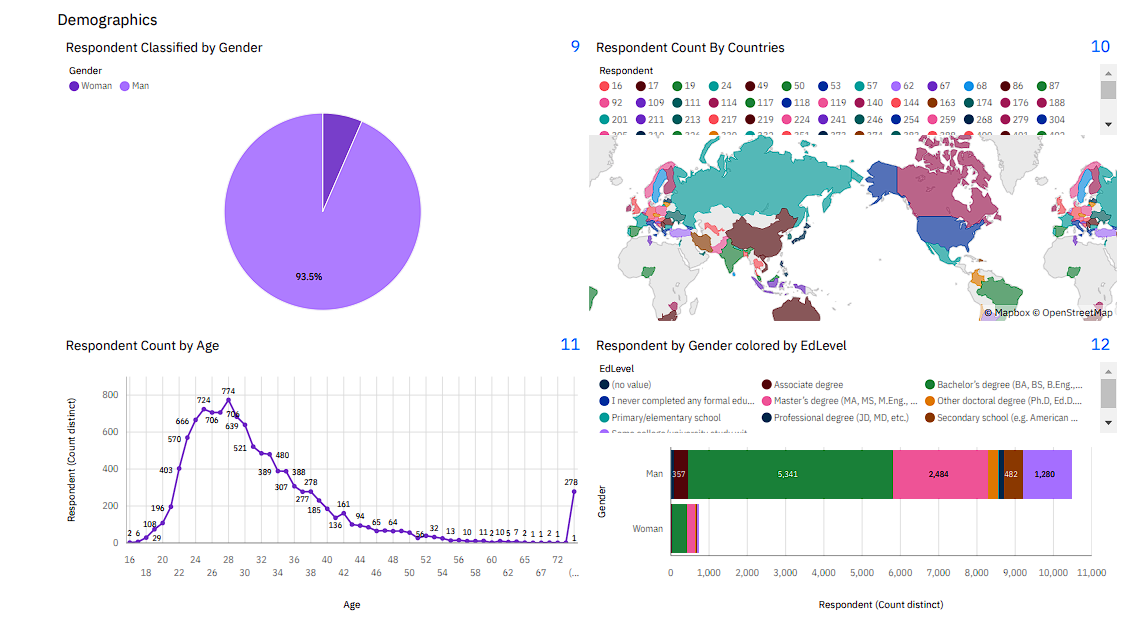 Demographics
Respondent Classified by Gender
9
Gender
Woman
Man
93.5%
Respondent Count By Countries
10
Respondent
16 17 19 24 49 50 53 57 62 67 68 86 87
92 109 111 114 117 118 119 140 144 163 174 176 188
201 211 213 217 219 224 241 246 254 259 268 279 304
© Mapbox © OpenStreetMap
Respondent Count by Age
11
Respondent (Count distinct)
800
600
400
200
0
2 6 29 108 196 403 570 666 724 706 774 706 639 521 480 389 388 307 277 278 185 136 161 94 65 64 56 32 13 10 11 2 10 5 7 2 1 1 2 1 278 1
16 20 24 28 32 36 40 44 48 52 56 60 65 72
18 22 26 30 34 38 42 46 50 54 58 62 67 (...
Age
Respondent by Gender colored by EdLevel
12
EdLevel
(no value)
Associate degree
Bachelor's degree (BA, BS, B.Eng.,...
I never completed any formal edu...
Master's degree (MA, MS, M.Eng., ...
Other doctoral degree (Ph.D, Ed.D....
Primary/elementary school
Professional degree (JD, MD, etc.)
Secondary school (e.g. American ...
Gender
Man
357 5,341 2,484 482 1,280
Woman
0 1,000 2,000 3,000 4,000 5,000 6,000 7,000 8,000 9,000 10,000 11,000
Respondent (Count distinct)